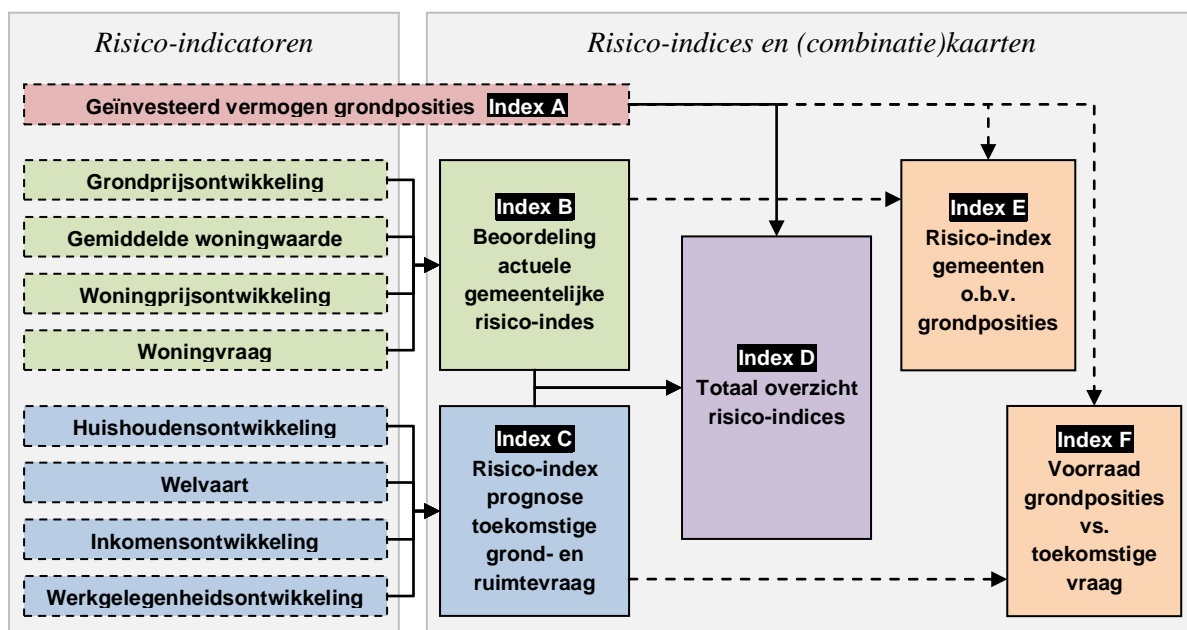 Risico-indicatoren
Risico-indices en (combinatie)kaarten
Geïnvesteerd vermogen grondposities Index A
Grondprijsontwikkeling
Gemiddelde woningwaarde
Woningprijsontwikkeling
Woningvraag
Huishoudensontwikkeling
Welvaart
Inkomensontwikkeling
Werkgelegenheidsontwikkeling
Index B
Beoordeling
actuele
gemeentelijke
risico-indes
Index C
Risico-index
prognose
toekomstige
grond- en
ruimtevraag
Index D
Totaal overzicht
risico-indices
Index E
Risico-index
gemeenten
o.b.v.
grondposities
Index F
Voorraad
grondposities
vs.
toekomstige
vraag